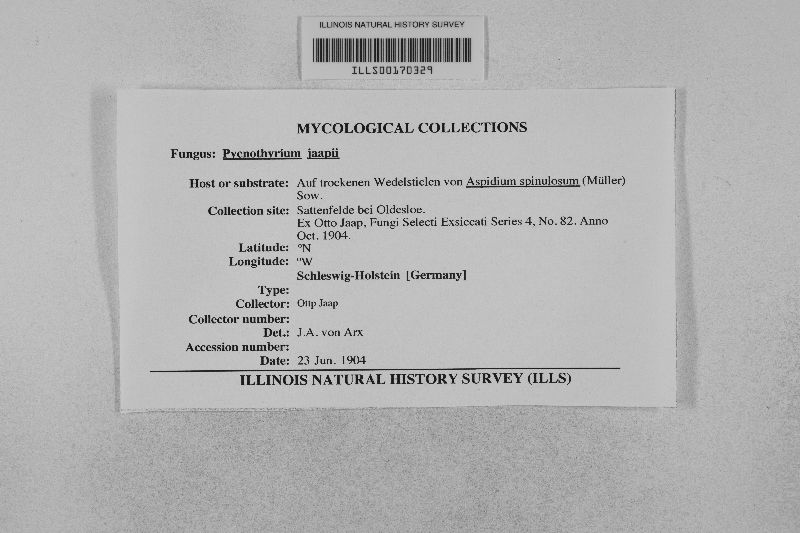 ILLINOIS NATURAL HISTORY SURVEY
ILLS00170329
MYCOLOGICAL COLLECTIONS
Fungus: Pycnothyrium jaapii
Host or substrate: Auf trockenen Wedelstielen von Aspidium spinulosum (Müller)
Sow.
Collection site: Sattenfelde bei Oldesloe.
Ex Otto Jaap, Fungi Selecti Exsiccati Series 4, No. 82. Anno
Oct. 1904.
Latitude: °N
Longitude: °W
Schleswig-Holstein [Germany]
Type:
Collector: Otto Jaap
Collector number:
Det.: J.A. von Arx
Accession number:
Date: 23 Jun. 1904
ILLINOIS NATURAL HISTORY SURVEY (ILLS)